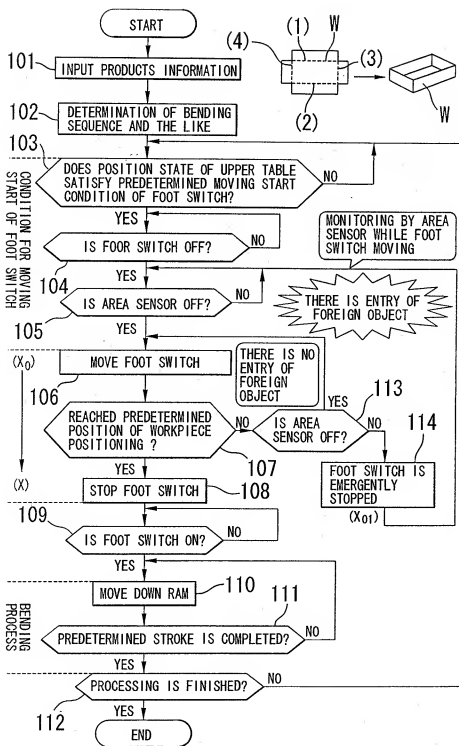 START
101
INPUT PRODUCTS INFORMATION
(1)
W
(4)
(3)
(2)
W
102
DETERMINATION OF BENDING
SEQUENCE AND THE LIKE
103
DOES POSITION STATE OF UPPER TABLE
SATISFY PREDETERMINED MOVING START
CONDITION OF FOOT SWITCH?
NO
YES
CONDITION FOR MOVING
START OF FOOT SWITCH
IS FOOR SWITCH OFF?
NO
104
YES
MONITORING BY AREA
SENSOR WHILE FOOT
SWITCH MOVING
IS AREA SENSOR OFF?
NO
105
YES
THERE IS ENTRY OF
FOREIGN OBJECT
(X0)
MOVE FOOT SWITCH
106
THERE IS NO
ENTRY OF
FOREIGN
OBJECT
YES
113
REACHED PREDETERMINED
POSITION OF WORKPIECE
POSITIONING ?
NO
107
IS AREA
SENSOR OFF?
NO
114
YES
FOOT SWITCH IS
EMERGENTLY
STOPPED
(X01)
(X)
STOP FOOT SWITCH
108
109
IS FOOT SWITCH ON?
NO
YES
BENDING
PROCESS
MOVE DOWN RAM
110
111
PREDETERMINED STROKE IS COMPLETED?
NO
YES
PROCESSING IS FINISHED?
NO
112
YES
END